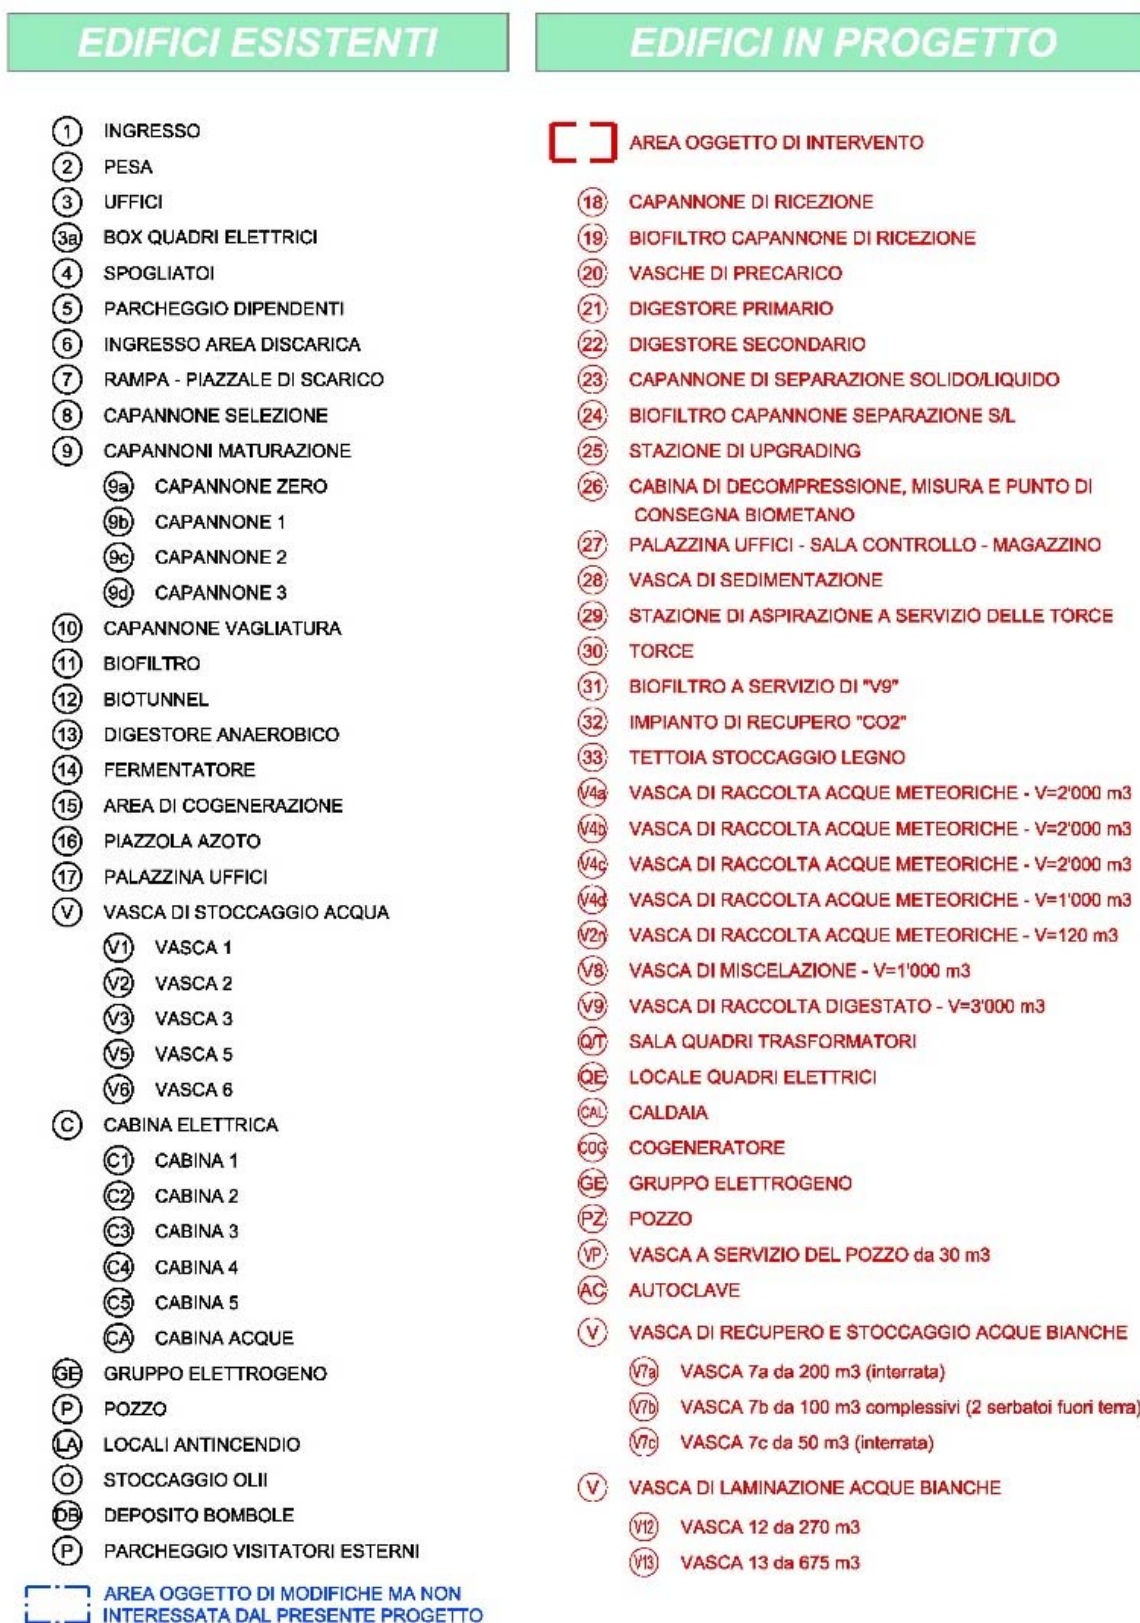 EDIFICI ESISTENTI
1 INGRESSO
2 PESA
3 UFFICI
3a BOX QUADRI ELETTRICI
4 SPOGLIATOI
5 PARCHEGGIO DIPENDENTI
6 INGRESSO AREA DISCARICA
7 RAMPA - PIAZZALE DI SCARICO
8 CAPANNONE SELEZIONE
9 CAPANNONI MATURAZIONE
9a CAPANNONE ZERO
9b CAPANNONE 1
9c CAPANNONE 2
9d CAPANNONE 3
10 CAPANNONE VAGLIATURA
11 BIOFILTRO
12 BIOTUNNEL
13 DIGESTORE ANAEROBICO
14 FERMENTATORE
15 AREA DI COGENERAZIONE
16 PIAZZOLA AZOTO
17 PALAZZINA UFFICI
V VASCA DI STOCCAGGIO ACQUA
V1 VASCA 1
V2 VASCA 2
V3 VASCA 3
V5 VASCA 5
V6 VASCA 6
C CABINA ELETTRICA
C1 CABINA 1
C2 CABINA 2
C3 CABINA 3
C4 CABINA 4
C5 CABINA 5
CA CABINA ACQUE
GE GRUPPO ELETTROGENO
P POZZO
LA LOCALI ANTINCENDIO
O STOCCAGGIO OLII
DB DEPOSITO BOMBOLE
P PARCHEGGIO VISITATORI ESTERNI
AREA OGGETTO DI MODIFICHE MA NON
INTERESSATA DAL PRESENTE PROGETTO
EDIFICI IN PROGETTO
AREA OGGETTO DI INTERVENTO
18 CAPANNONE DI RICEZIONE
19 BIOFILTRO CAPANNONE DI RICEZIONE
20 VASCHE DI PRECARICO
21 DIGESTORE PRIMARIO
22 DIGESTORE SECONDARIO
23 CAPANNONE DI SEPARAZIONE SOLIDO/LIQUIDO
24 BIOFILTRO CAPANNONE SEPARAZIONE S/L
25 STAZIONE DI UPGRADING
26 CABINA DI DECOMPRESSIONE, MISURA E PUNTO DI
CONSEGNA BIOMETANO
27 PALAZZINA UFFICI - SALA CONTROLLO - MAGAZZINO
28 VASCA DI SEDIMENTAZIONE
29 STAZIONE DI ASPIRAZIONE A SERVIZIO DELLE TORCE
30 TORCE
31 BIOFILTRO A SERVIZIO DI "V9"
32 IMPIANTO DI RECUPERO "CO2"
33 TETTOIA STOCCAGGIO LEGNO
V4a VASCA DI RACCOLTA ACQUE METEORICHE - V=2'000 m3
V4b VASCA DI RACCOLTA ACQUE METEORICHE - V=2'000 m3
V4c VASCA DI RACCOLTA ACQUE METEORICHE - V=2'000 m3
V4d VASCA DI RACCOLTA ACQUE METEORICHE - V=1'000 m3
V2n VASCA DI RACCOLTA ACQUE METEORICHE - V=120 m3
V8 VASCA DI MISCELAZIONE - V=1'000 m3
V9 VASCA DI RACCOLTA DIGESTATO - V=3'000 m3
Q/T SALA QUADRI TRASFORMATORI
QE LOCALE QUADRI ELETTRICI
CAL CALDAIA
COG COGENERATORE
GE GRUPPO ELETTROGENO
PZ POZZO
VP VASCA A SERVIZIO DEL POZZO da 30 m3
AC AUTOCLAVE
V VASCA DI RECUPERO E STOCCAGGIO ACQUE BIANCHE
V7a VASCA 7a da 200 m3 (interrata)
V7b VASCA 7b da 100 m3 complessivi (2 serbatoi fuori terra)
V7c VASCA 7c da 50 m3 (interrata)
V VASCA DI LAMINAZIONE ACQUE BIANCHE
V12 VASCA 12 da 270 m3
V13 VASCA 13 da 675 m3